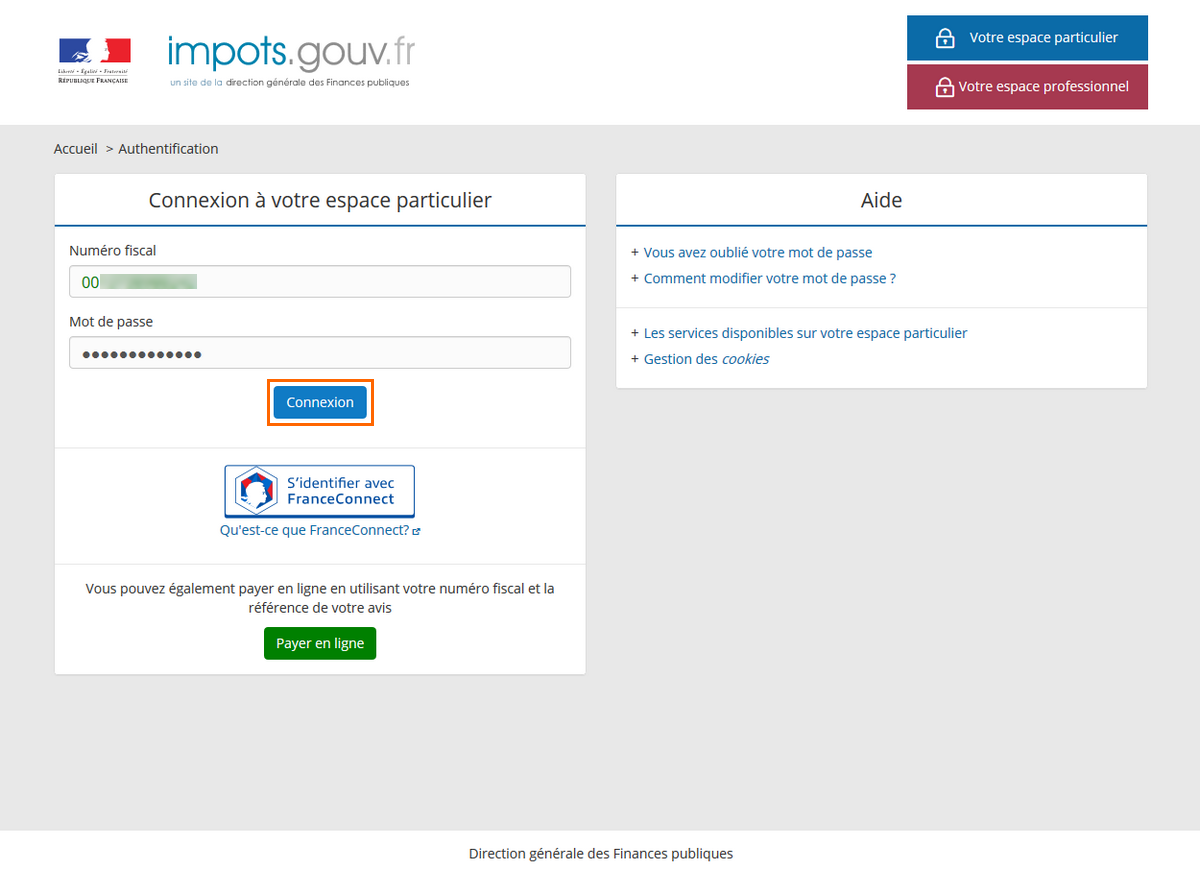 Liberté • Égalité • Fraternité
RÉPUBLIQUE FRANÇAISE
impots.gouv.fr
un site de la direction générale des Finances publiques
Votre espace particulier
Votre espace professionnel
Accueil > Authentification
Connexion à votre espace particulier
Numéro fiscal
00
Mot de passe
●●●●●●●●●●●●●
Connexion
S'identifier avec
FranceConnect
Qu'est-ce que FranceConnect?
Vous pouvez également payer en ligne en utilisant votre numéro fiscal et la
référence de votre avis
Payer en ligne
Aide
+ Vous avez oublié votre mot de passe
+ Comment modifier votre mot de passe ?
+ Les services disponibles sur votre espace particulier
+ Gestion des cookies
Direction générale des Finances publiques